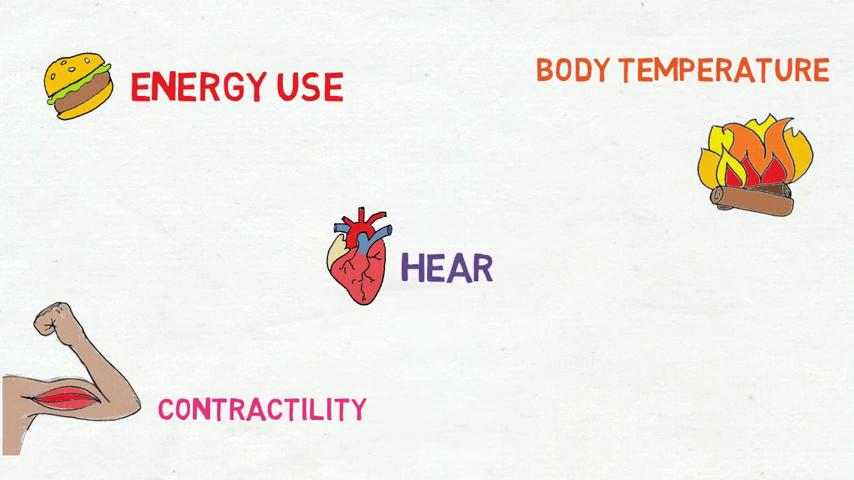 ENERGY USE
BODY TEMPERATURE
HEAR
CONTRACTILITY